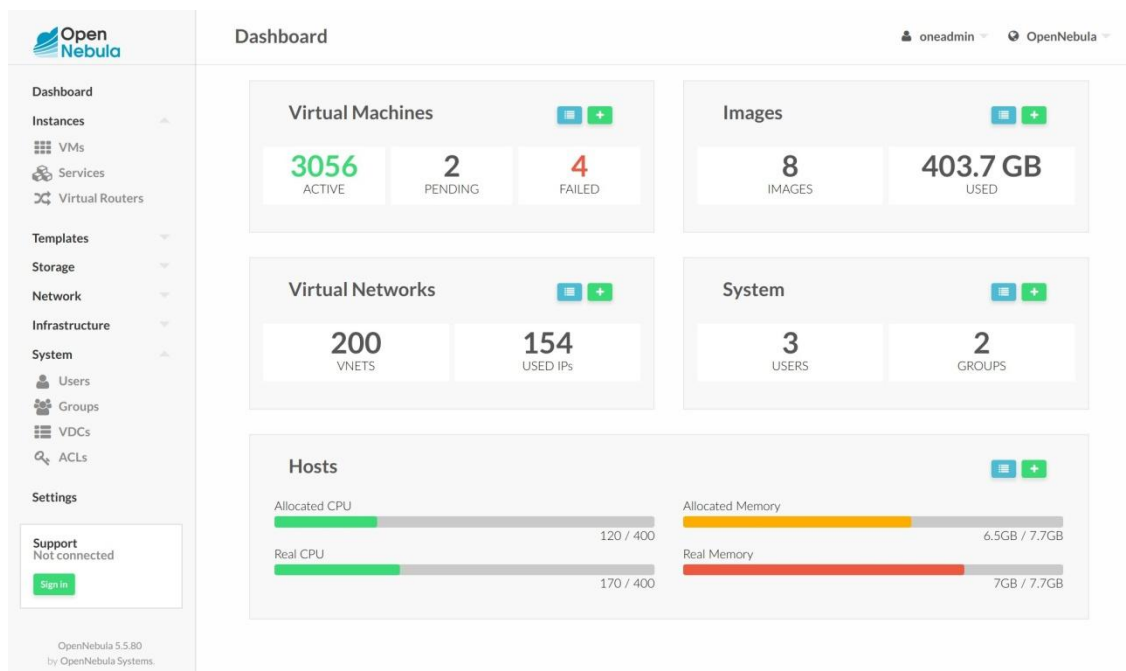 Open
Nebula
Dashboard
oneadmin
OpenNebula
Dashboard
Instances
VMs
Services
Virtual Routers
Templates
Storage
Network
Infrastructure
System
Users
Groups
VDCs
ACLs
Settings
Support
Not connected
Sign in
OpenNebula 5.5.80
by OpenNebula Systems.
Virtual Machines
3056
ACTIVE
2
PENDING
4
FAILED
Images
8
IMAGES
403.7 GB
USED
Virtual Networks
200
VNETS
154
USED IPs
System
3
USERS
2
GROUPS
Hosts
Allocated CPU
120 / 400
Real CPU
170 / 400
Allocated Memory
6.5GB / 7.7GB
Real Memory
7GB / 7.7GB